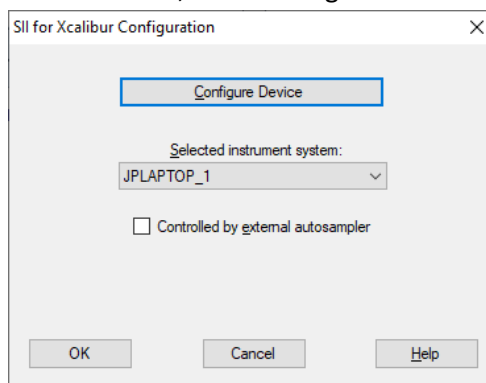 SII for Xcalibur Configuration
Configure Device
Selected instrument system:
JPLAPTOP_1
Controlled by external autosampler
OK Cancel Help